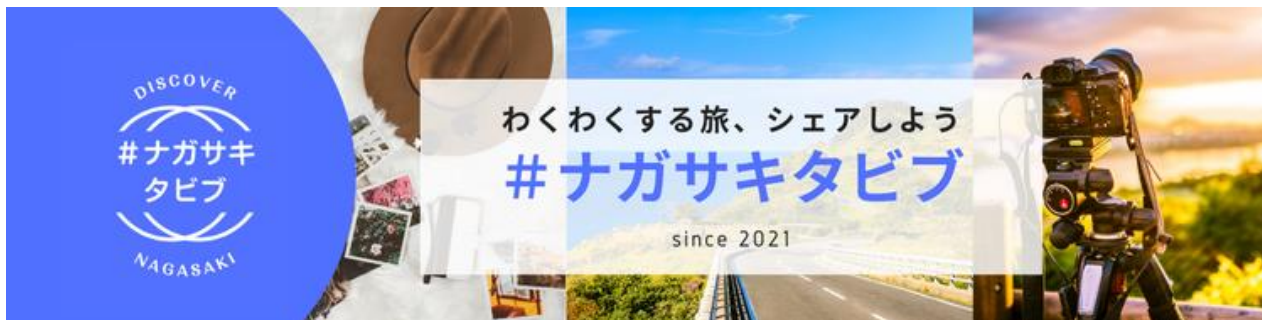 DISCOVER
#ナガサキ
タビブ
NAGASAKI
わくわくする旅、シェアしよう
#ナガサキタビブ
since 2021